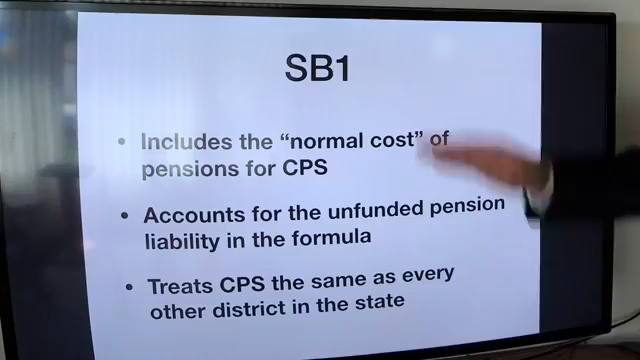 SB1
• Includes the “normal cost” of
pensions for CPS
• Accounts for the unfunded pension
liability in the formula
• Treats CPS the same as every
other district in the state